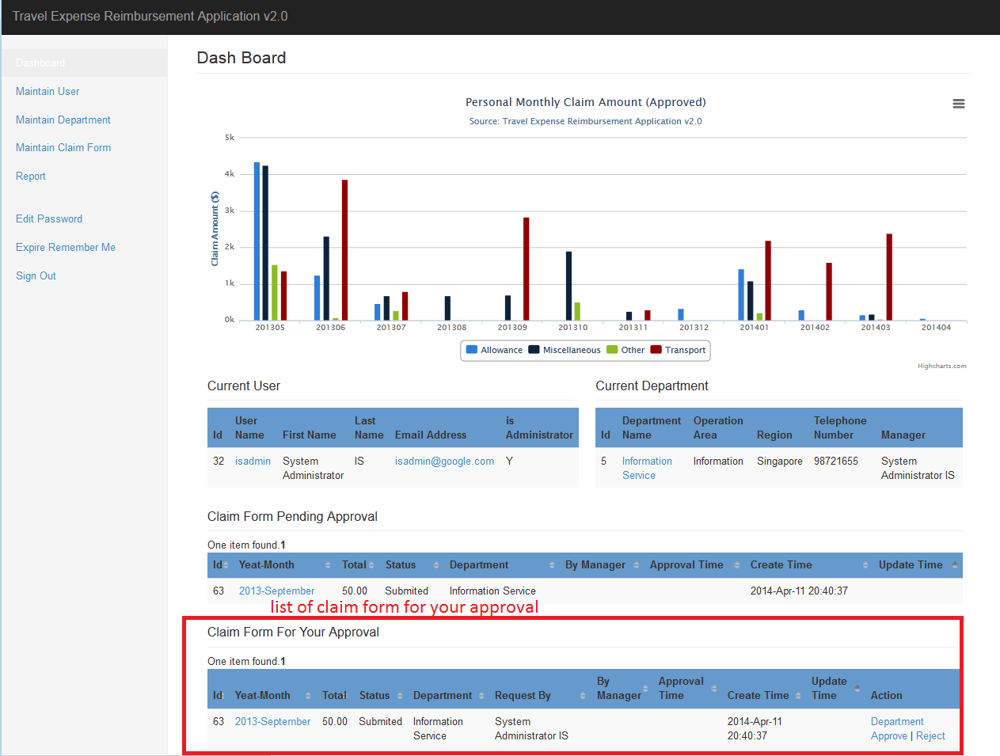 Travel Expense Reimbursement Application v2.0
Dashboard
Maintain User
Maintain Department
Maintain Claim Form
Report
Edit Password
Expire Remember Me
Sign Out
Dash Board
Personal Monthly Claim Amount (Approved)
Source: Travel Expense Reimbursement Application v2.0
Claim Amount ($)
5k
4k
3k
2k
1k
0k
201305 201306 201307 201308 201309 201310 201311 201312 201401 201402 201403 201404
Allowance Miscellaneous Other Transport
Highcharts.com
Current User
Id User Name First Name Last Name Email Address is Administrator
32 isadmin System Administrator IS isadmin@google.com Y
Current Department
Id Department Name Operation Area Region Telephone Number Manager
5 Information Service Information Singapore 98721655 System Administrator IS
Claim Form Pending Approval
One item found.1
Id Yeat-Month Total Status Department By Manager Approval Time Create Time Update Time
63 2013-September 50.00 Submited Information Service 2014-Apr-11 20:40:37
list of claim form for your approval
Claim Form For Your Approval
One item found.1
Id Yeat-Month Total Status Department Request By By Manager Approval Time Create Time Update Time Action
63 2013-September 50.00 Submited Information Service System Administrator IS 2014-Apr-11 20:40:37 Department Approve | Reject